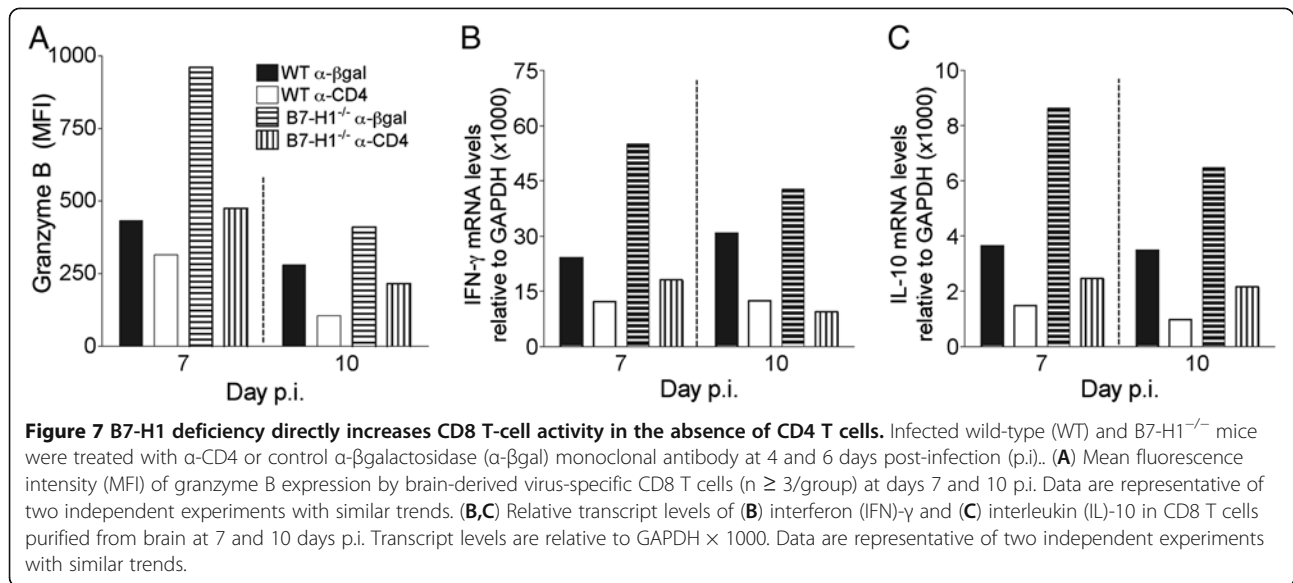 A
Granzyme B (MFI)
1000
750
500
250
0
WT α-βgal
WT α-CD4
B7-H1-/- α-βgal
B7-H1-/- α-CD4
7
10
Day p.i.
B
IFN-γ mRNA levels
relative to GAPDH (x1000)
75
60
45
30
15
0
7
10
Day p.i.
C
IL-10 mRNA levels
relative to GAPDH (x1000)
10
8
6
4
2
0
7
10
Day p.i.
Figure 7 B7-H1 deficiency directly increases CD8 T-cell activity in the absence of CD4 T cells. Infected wild-type (WT) and B7-H1−/− mice
were treated with α-CD4 or control α-βgalactosidase (α-βgal) monoclonal antibody at 4 and 6 days post-infection (p.i).. (A) Mean fluorescence
intensity (MFI) of granzyme B expression by brain-derived virus-specific CD8 T cells (n ≥ 3/group) at days 7 and 10 p.i. Data are representative of
two independent experiments with similar trends. (B,C) Relative transcript levels of (B) interferon (IFN)-γ and (C) interleukin (IL)-10 in CD8 T cells
purified from brain at 7 and 10 days p.i. Transcript levels are relative to GAPDH × 1000. Data are representative of two independent experiments
with similar trends.